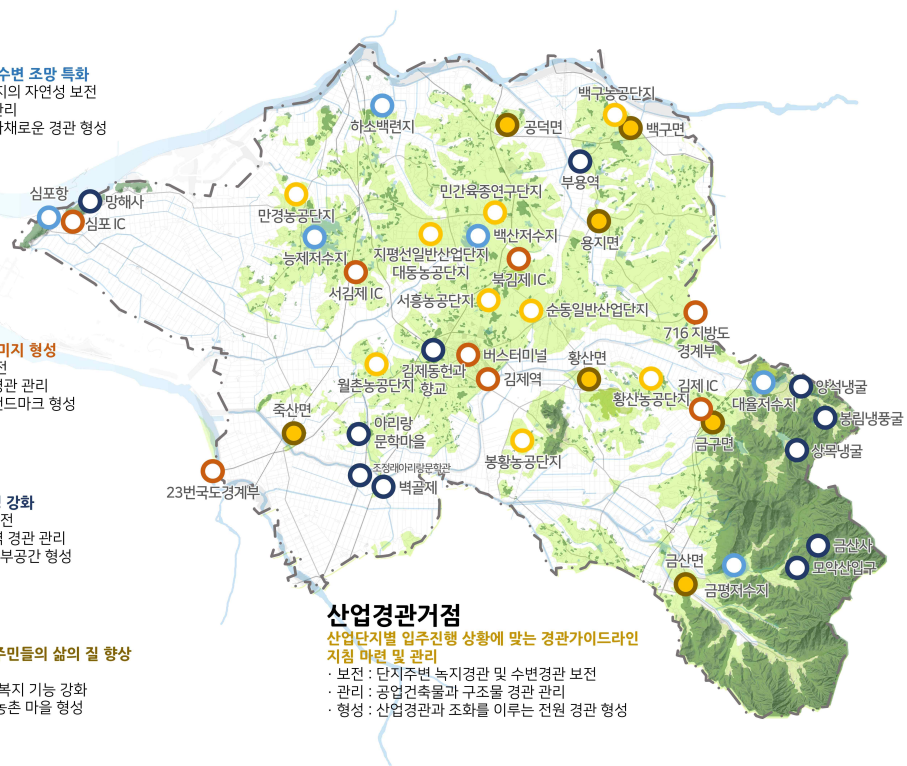 수변 조망 특화
지의 자연성 보전
관리
다채로운 경관 형성
백구농공단지
하소백련지
공덕면
백구면
부용역
심포항
망해사
심포 IC
민간육종연구단지
만경농공단지
백산저수지
용지면
능제저수지
지평선일반산업단지
대동농공단지
북김제 IC
서김제 IC
서흥농공단지
순동일반산업단지
716 지방도
경계부
미지 형성
전
경관 관리
랜드마크 형성
버스터미널
황산면
김제동헌과
향교
월촌농공단지
김제역
황산농공단지
김제 IC
대율저수지
양석냉굴
봉림냉풍굴
금구면
상목냉굴
죽산면
아리랑
문학마을
봉황농공단지
조정래아리랑문학관
벽골제
23번국도경계부
강화
전
경관 관리
부공간 형성
금산면
금평저수지
금산사
모악산입구
산업경관거점
산업단지별 입주진행 상황에 맞는 경관가이드라인
지침 마련 및 관리
· 보전 : 단지주변 녹지경관 및 수변경관 보전
· 관리 : 공업건축물과 구조물 경관 관리
· 형성 : 산업경관과 조화를 이루는 전원 경관 형성
주민들의 삶의 질 향상
복지 기능 강화
농촌 마을 형성